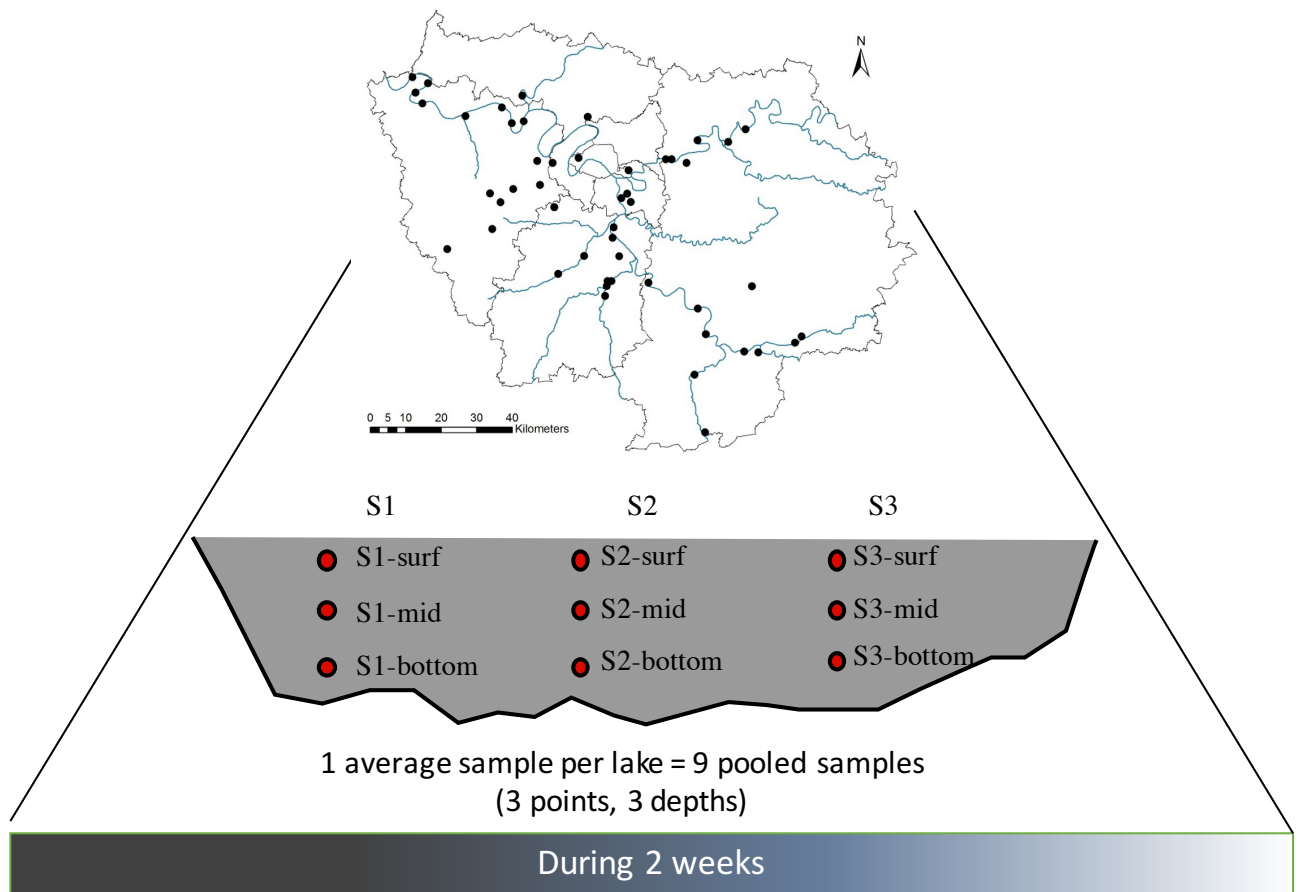 N
0 5 10 20 30 40
Kilometers
S1 S2 S3
S1-surf S2-surf S3-surf
S1-mid S2-mid S3-mid
S1-bottom S2-bottom S3-bottom
1 average sample per lake = 9 pooled samples
(3 points, 3 depths)
During 2 weeks